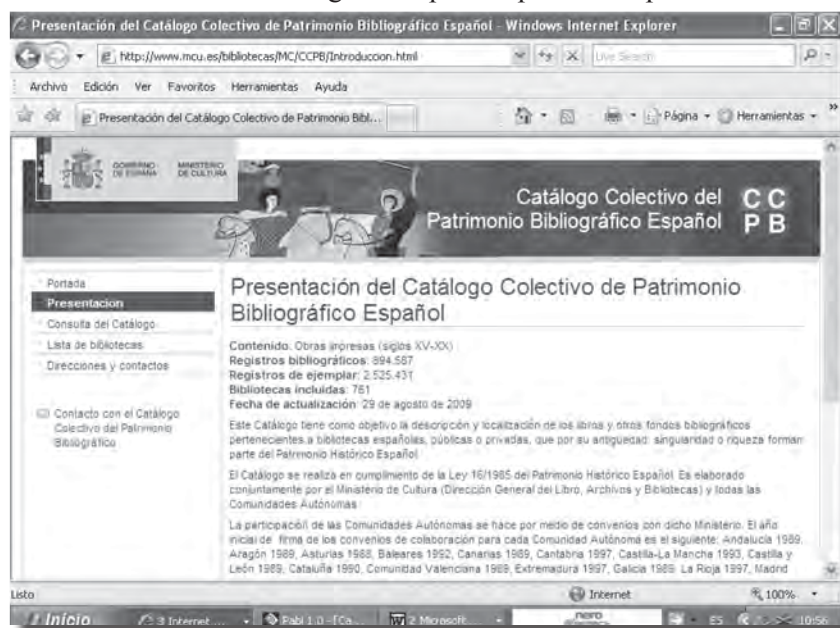 Presentación del Catálogo Colectivo de Patrimonio Bibliográfico Español - Windows Internet Explorer
http://www.mcu.es/bibliotecas/MC/CCPB/Introduccion.html
Live Search
Archivo Edición Ver Favoritos Herramientas Ayuda
Presentación del Catálogo Colectivo de Patrimonio Bibl...
Página
Herramientas
GOBIERNO DE ESPAÑA
MINISTERIO DE CULTURA
Catálogo Colectivo del
Patrimonio Bibliográfico Español
C C
P B
Portada
Presentacion
Consulta del Catálogo
Lista de bibliotecas
Direcciones y contactos
Contacto con el Catálogo
Colectivo del Patrimonio
Bibliográfico
Presentación del Catálogo Colectivo de Patrimonio
Bibliográfico Español
Contenido: Obras impresas (siglos XV-XX)
Registros bibliográficos: 894.587
Registros de ejemplar: 2.525.431
Bibliotecas incluidas: 761
Fecha de actualización: 29 de agosto de 2009
Este Catálogo tiene como objetivo la descripción y localización de los libros y otros fondos bibliográficos
pertenecientes a bibliotecas españolas, públicas o privadas, que por su antigüedad, singularidad o riqueza forman
parte del Patrimonio Histórico Español
El Catálogo se realiza en cumplimiento de la Ley 16/1985 del Patrimonio Histórico Español. Es elaborado
conjuntamente por el Ministerio de Cultura (Dirección General del Libro, Archivos y Bibliotecas) y todas las
Comunidades Autónomas
La participación de las Comunidades Autónomas se hace por medio de convenios con dicho Ministerio. El año
inicial de firma de los convenios de colaboración para cada Comunidad Autónoma es el siguiente: Andalucía 1989,
Aragón 1989, Asturias 1988, Baleares 1992, Canarias 1989, Cantabria 1997, Castilla-La Mancha 1993, Castilla y
León 1989, Cataluña 1990, Comunidad Valenciana 1989, Extremadura 1997, Galicia 1989, La Rioja 1997, Madrid
Listo
Internet
100%
Inicio
3 Internet ...
Pabl 1.0 - [Ca...
2 Microsoft ...
nero
ES
10:56